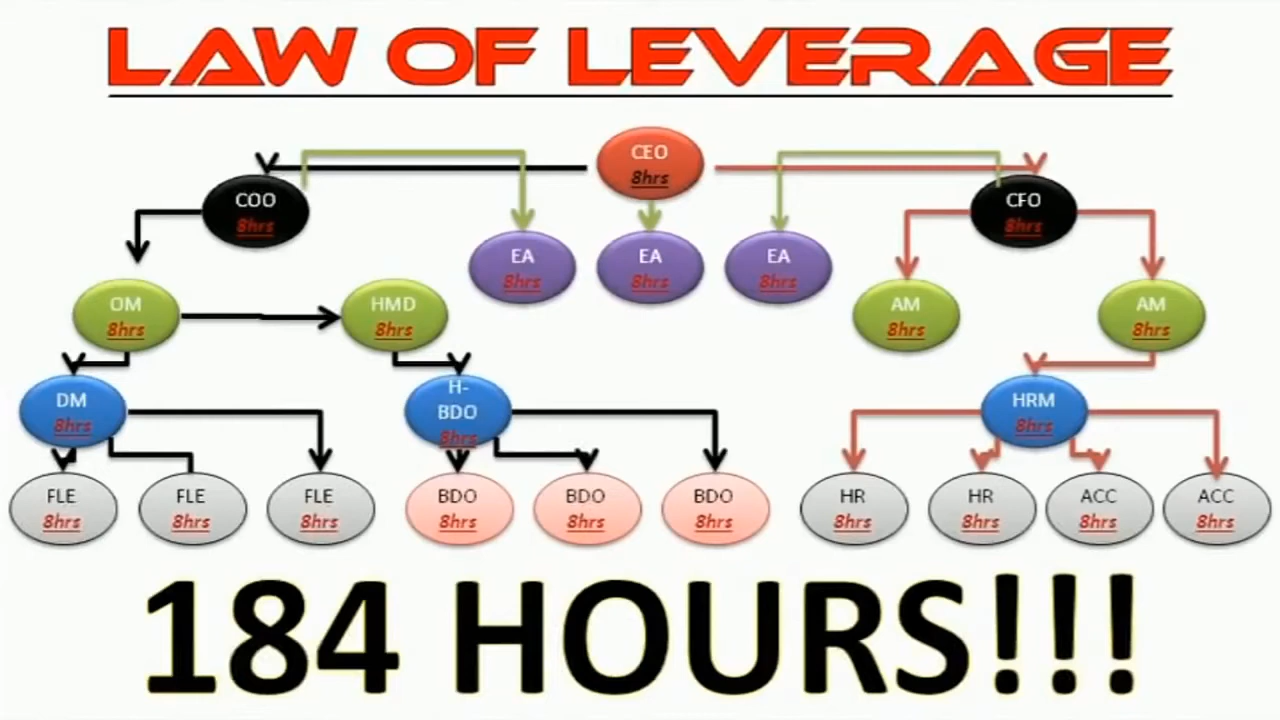 LAW OF LEVERAGE
CEO
8hrs
COO
8hrs
CFO
8hrs
EA
8hrs
EA
8hrs
EA
8hrs
OM
8hrs
HMD
8hrs
AM
8hrs
AM
8hrs
DM
8hrs
H-
BDO
8hrs
HRM
8hrs
FLE
8hrs
FLE
8hrs
FLE
8hrs
BDO
8hrs
BDO
8hrs
BDO
8hrs
HR
8hrs
HR
8hrs
ACC
8hrs
ACC
8hrs
184 HOURS!!!